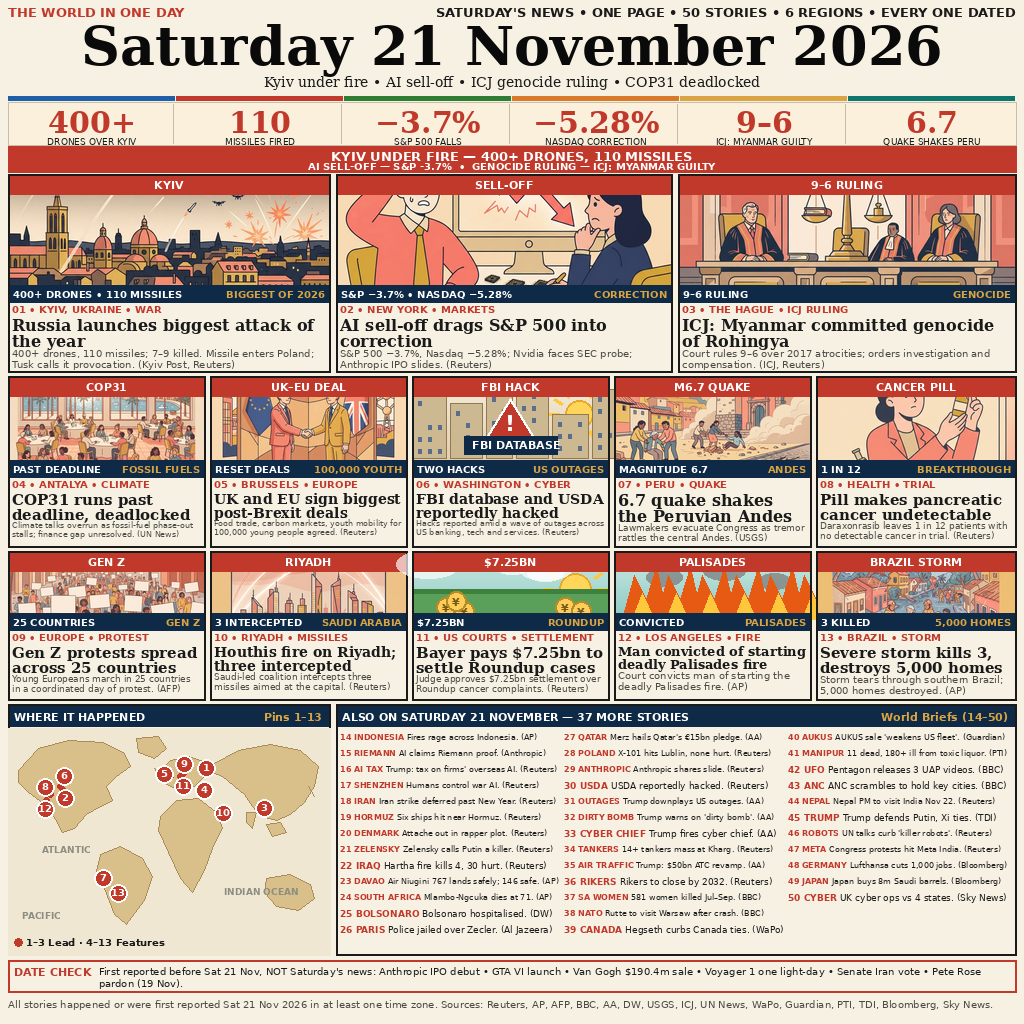 THE WORLD IN ONE DAY
SATURDAY'S NEWS • ONE PAGE • 50 STORIES • 6 REGIONS • EVERY ONE DATED
Saturday 21 November 2026
Kyiv under fire • AI sell-off • ICJ genocide ruling • COP31 deadlocked
400+
DRONES OVER KYIV
110
MISSILES FIRED
−3.7%
S&P 500 FALLS
−5.28%
NASDAQ CORRECTION
9–6
ICJ: MYANMAR GUILTY
6.7
QUAKE SHAKES PERU
KYIV UNDER FIRE — 400+ DRONES, 110 MISSILES
AI SELL-OFF — S&P -3.7% • GENOCIDE RULING — ICJ: MYANMAR GUILTY
KYIV
400+ DRONES • 110 MISSILES
BIGGEST OF 2026
01 • KYIV, UKRAINE • WAR
Russia launches biggest attack of
the year
400+ drones, 110 missiles; 7–9 killed. Missile enters Poland;
Tusk calls it provocation. (Kyiv Post, Reuters)
SELL-OFF
S&P −3.7% • NASDAQ −5.28%
CORRECTION
02 • NEW YORK • MARKETS
AI sell-off drags S&P 500 into
correction
S&P 500 −3.7%, Nasdaq −5.28%; Nvidia faces SEC probe;
Anthropic IPO slides. (Reuters)
9–6 RULING
9–6 RULING
GENOCIDE
03 • THE HAGUE • ICJ RULING
ICJ: Myanmar committed genocide
of Rohingya
Court rules 9–6 over 2017 atrocities; orders investigation and
compensation. (ICJ, Reuters)
COP31
PAST DEADLINE
FOSSIL FUELS
04 • ANTALYA • CLIMATE
COP31 runs past
deadline, deadlocked
Climate talks overrun as fossil-fuel phase-out
stalls; finance gap unresolved. (UN News)
UK–EU DEAL
RESET DEALS
100,000 YOUTH
05 • BRUSSELS • EUROPE
UK and EU sign biggest
post-Brexit deals
Food trade, carbon markets, youth mobility for
100,000 young people agreed. (Reuters)
FBI HACK
!
FBI DATABASE
TWO HACKS
US OUTAGES
06 • WASHINGTON • CYBER
FBI database and USDA
reportedly hacked
Hacks reported amid a wave of outages across
US banking, tech and services. (Reuters)
M6.7 QUAKE
MAGNITUDE 6.7
ANDES
07 • PERU • QUAKE
6.7 quake shakes
the Peruvian Andes
Lawmakers evacuate Congress as tremor
rattles the central Andes. (USGS)
CANCER PILL
1 IN 12
BREAKTHROUGH
08 • HEALTH • TRIAL
Pill makes pancreatic
cancer undetectable
Daraxonrasib leaves 1 in 12 patients with
no detectable cancer in trial. (Reuters)
GEN Z
25 COUNTRIES
GEN Z
09 • EUROPE • PROTEST
Gen Z protests spread
across 25 countries
Young Europeans march in 25 countries
in a coordinated day of protest. (AFP)
RIYADH
3 INTERCEPTED
SAUDI ARABIA
10 • RIYADH • MISSILES
Houthis fire on Riyadh;
three intercepted
Saudi-led coalition intercepts three
missiles aimed at the capital. (Reuters)
$7.25BN
¥ ¥ ¥ ¥ ¥
$7.25BN
ROUNDUP
11 • US COURTS • SETTLEMENT
Bayer pays $7.25bn to
settle Roundup cases
Judge approves $7.25bn settlement over
Roundup cancer complaints. (Reuters)
PALISADES
CONVICTED
PALISADES
12 • LOS ANGELES • FIRE
Man convicted of starting
deadly Palisades fire
Court convicts man of starting the
deadly Palisades fire. (AP)
BRAZIL STORM
3 KILLED
5,000 HOMES
13 • BRAZIL • STORM
Severe storm kills 3,
destroys 5,000 homes
Storm tears through southern Brazil;
5,000 homes destroyed. (AP)
WHERE IT HAPPENED
Pins 1–13
6
8
2
12
5
9
1
11
4
10
3
7
13
ATLANTIC
INDIAN OCEAN
PACIFIC
1–3 Lead · 4–13 Features
ALSO ON SATURDAY 21 NOVEMBER — 37 MORE STORIES
World Briefs (14–50)
14 INDONESIA Fires rage across Indonesia. (AP)
15 RIEMANN AI claims Riemann proof. (Anthropic)
16 AI TAX Trump: tax on firms' overseas AI. (Reuters)
17 SHENZHEN Humans control war AI. (Reuters)
18 IRAN Iran strike deferred past New Year. (Reuters)
19 HORMUZ Six ships hit near Hormuz. (Reuters)
20 DENMARK Attache out in rapper plot. (Reuters)
21 ZELENSKY Zelensky calls Putin a killer. (Reuters)
22 IRAQ Hartha fire kills 4, 30 hurt. (Reuters)
23 DAVAO Air Niugini 767 lands safely; 146 safe. (AP)
24 SOUTH AFRICA Mlambo-Ngcuka dies at 71. (AP)
25 BOLSONARO Bolsonaro hospitalised. (DW)
26 PARIS Police jailed over Zecler. (Al Jazeera)
27 QATAR Merz hails Qatar's €15bn pledge. (AA)
28 POLAND X-101 hits Lublin, none hurt. (Reuters)
29 ANTHROPIC Anthropic shares slide. (Reuters)
30 USDA USDA reportedly hacked. (Reuters)
31 OUTAGES Trump downplays US outages. (AA)
32 DIRTY BOMB Trump warns on 'dirty bomb'. (AA)
33 CYBER CHIEF Trump fires cyber chief. (AA)
34 TANKERS 14+ tankers mass at Kharg. (Reuters)
35 AIR TRAFFIC Trump: $50bn ATC revamp. (AA)
36 RIKERS Rikers to close by 2032. (Reuters)
37 SA WOMEN 581 women killed Jul–Sep. (BBC)
38 NATO Rutte to visit Warsaw after crash. (BBC)
39 CANADA Hegseth curbs Canada ties. (WaPo)
40 AUKUS AUKUS sale 'weakens US fleet'. (Guardian)
41 MANIPUR 11 dead, 180+ ill from toxic liquor. (PTI)
42 UFO Pentagon releases 3 UAP videos. (BBC)
43 ANC ANC scrambles to hold key cities. (BBC)
44 NEPAL Nepal PM to visit India Nov 22. (Reuters)
45 TRUMP Trump defends Putin, Xi ties. (TDI)
46 ROBOTS UN talks curb 'killer robots'. (Reuters)
47 META Congress protests hit Meta India. (Reuters)
48 GERMANY Lufthansa cuts 1,000 jobs. (Bloomberg)
49 JAPAN Japan buys 8m Saudi barrels. (Bloomberg)
50 CYBER UK cyber ops vs 4 states. (Sky News)
DATE CHECK
First reported before Sat 21 Nov, NOT Saturday's news: Anthropic IPO debut • GTA VI launch • Van Gogh $190.4m sale • Voyager 1 one light-day • Senate Iran vote • Pete Rose
pardon (19 Nov).
All stories happened or were first reported Sat 21 Nov 2026 in at least one time zone. Sources: Reuters, AP, AFP, BBC, AA, DW, USGS, ICJ, UN News, WaPo, Guardian, PTI, TDI, Bloomberg, Sky News.